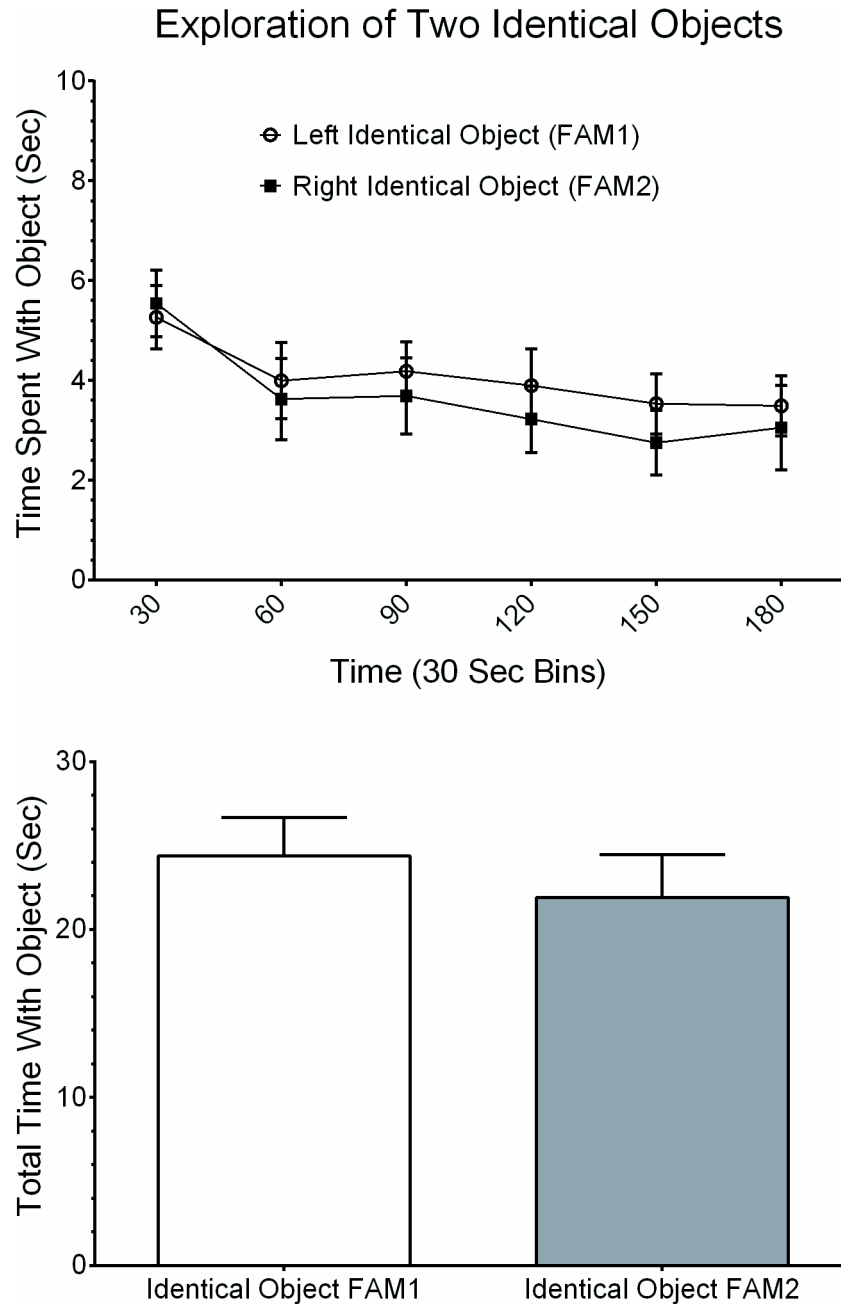 Exploration of Two Identical Objects
10
8
6
4
2
0
Time Spent With Object (Sec)
Left Identical Object (FAM1)
Right Identical Object (FAM2)
30
60
90
120
150
180
Time (30 Sec Bins)
30
20
10
0
Total Time With Object (Sec)
Identical Object FAM1
Identical Object FAM2